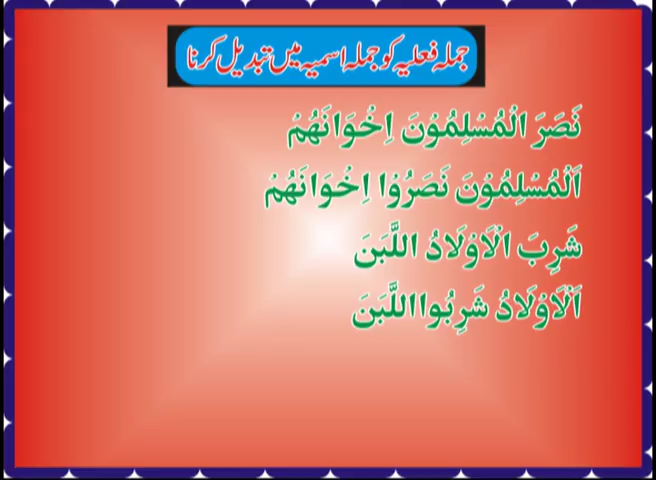 جملہ فعلیہ کو جملہ اسمیہ میں تبدیل کرنا
نَصَرَ الْمُسْلِمُوْنَ اِخْوَانَهُمْ
اَلْمُسْلِمُوْنَ نَصَرُوْا اِخْوَانَهُمْ
شَرِبَ الْاَوْلَادُ اللَّبَنَ
اَلْاَوْلَادُ شَرِبُوا اللَّبَنَ